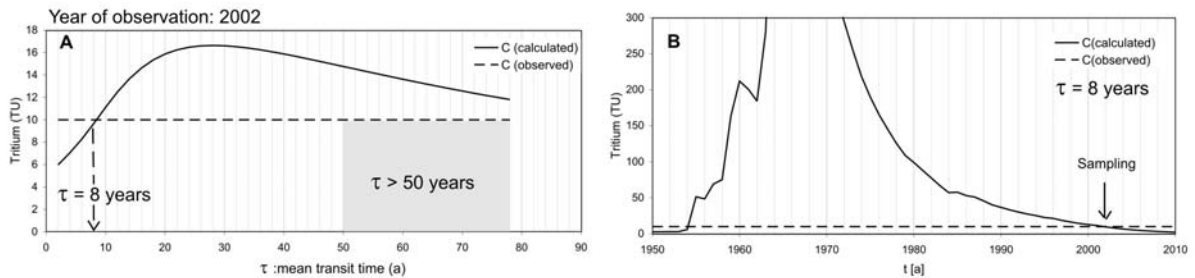 Year of observation: 2002
A
C (calculated)
C (observed)
τ = 8 years
τ > 50 years
Tritium (TU)
18
16
14
12
10
8
6
4
2
0
0 10 20 30 40 50 60 70 80 90
τ :mean transit time (a)
B
C(calculated)
C(observed)
τ = 8 years
Sampling
Tritium (TU)
300
250
200
150
100
50
0
1950 1960 1970 1980 1990 2000 2010
t [a]